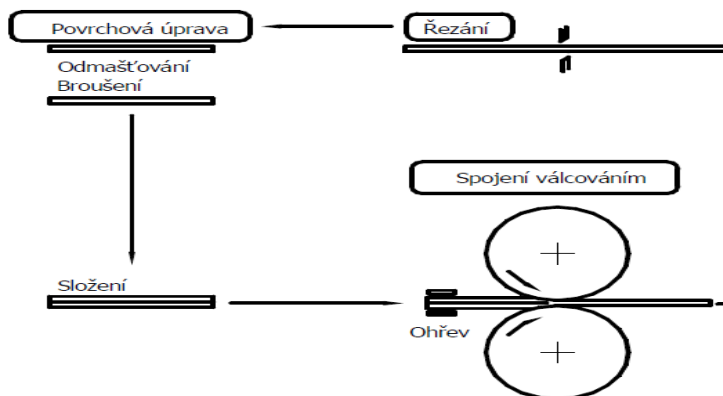 Povrchová úprava
Řezání
Odmašťování
Broušení
Spojení válcováním
Složení
Ohřev